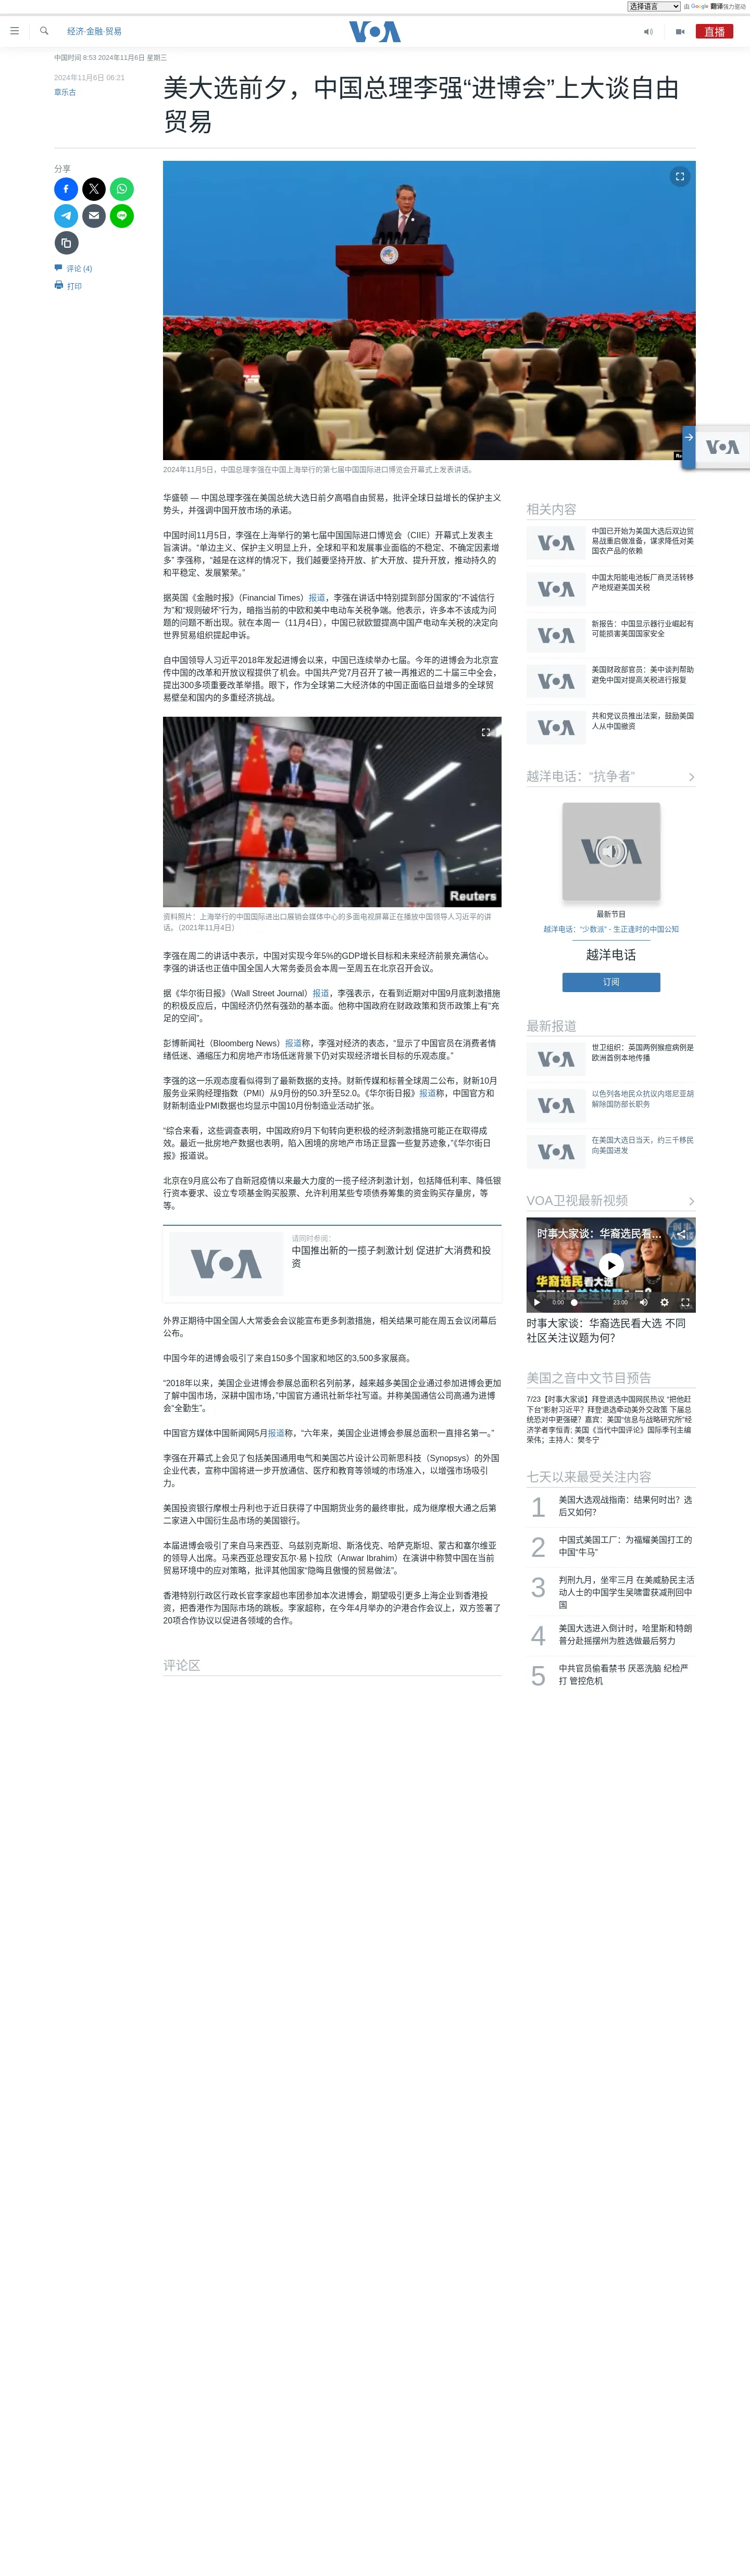 选择语言
由 Google 翻译强力驱动
经济·金融·贸易
VOA
直播
中国时间 8:53 2024年11月6日 星期三
2024年11月6日 06:21
章乐古
美大选前夕，中国总理李强“进博会”上大谈自由
贸易
分享
评论 (4)
打印
2024年11月5日，中国总理李强在中国上海举行的第七届中国国际进口博览会开幕式上发表讲话。
华盛顿 — 中国总理李强在美国总统大选日前夕高唱自由贸易，批评全球日益增长的保护主义
势头，并强调中国开放市场的承诺。
中国时间11月5日，李强在上海举行的第七届中国国际进口博览会（CIIE）开幕式上发表主
旨演讲。“单边主义、保护主义明显上升，全球和平和发展事业面临的不稳定、不确定因素增
多” 李强称，“越是在这样的情况下，我们越要坚持开放、扩大开放、提升开放，推动持久的
和平稳定、发展繁荣。”
据英国《金融时报》（Financial Times）报道，李强在讲话中特别提到部分国家的“不诚信行
为”和“规则破坏”行为，暗指当前的中欧和美中电动车关税争端。他表示，许多本不该成为问
题的问题不断出现。就在本周一（11月4日），中国已就欧盟提高中国产电动车关税的决定向
世界贸易组织提起申诉。
自中国领导人习近平2018年发起进博会以来，中国已连续举办七届。今年的进博会为北京宣
传中国的改革和开放议程提供了机会。中国共产党7月召开了被一再推迟的二十届三中全会，
提出300多项重要改革举措。眼下，作为全球第二大经济体的中国正面临日益增多的全球贸
易壁垒和国内的多重经济挑战。
Reuters
资料照片：上海举行的中国国际进出口展销会媒体中心的多面电视屏幕正在播放中国领导人习近平的讲
话。（2021年11月4日）
李强在周二的讲话中表示，中国对实现今年5%的GDP增长目标和未来经济前景充满信心。
李强的讲话也正值中国全国人大常务委员会本周一至周五在北京召开会议。
据《华尔街日报》（Wall Street Journal）报道，李强表示，在看到近期对中国9月底刺激措施
的积极反应后，中国经济仍然有强劲的基本面。他称中国政府在财政政策和货币政策上有“充
足的空间”。
彭博新闻社（Bloomberg News）报道称，李强对经济的表态，“显示了中国官员在消费者情
绪低迷、通缩压力和房地产市场低迷背景下仍对实现经济增长目标的乐观态度。”
李强的这一乐观态度看似得到了最新数据的支持。财新传媒和标普全球周二公布，财新10月
服务业采购经理指数（PMI）从9月份的50.3升至52.0。《华尔街日报》报道称，中国官方和
财新制造业PMI数据也均显示中国10月份制造业活动扩张。
“综合来看，这些调查表明，中国政府9月下旬转向更积极的经济刺激措施可能正在取得成
效。最近一批房地产数据也表明，陷入困境的房地产市场正显露一些复苏迹象，”《华尔街日
报》报道说。
北京在9月底公布了自新冠疫情以来最大力度的一揽子经济刺激计划，包括降低利率、降低银
行资本要求、设立专项基金购买股票、允许利用某些专项债券筹集的资金购买存量房，等
等。
请同时参阅：
VOA
中国推出新的一揽子刺激计划 促进扩大消费和投
资
外界正期待中国全国人大常委会会议能宣布更多刺激措施，相关结果可能在周五会议闭幕后
公布。
中国今年的进博会吸引了来自150多个国家和地区的3,500多家展商。
“2018年以来，美国企业进博会参展总面积名列前茅，越来越多美国企业通过参加进博会更加
了解中国市场，深耕中国市场，”中国官方通讯社新华社写道。并称美国通信公司高通为进博
会“全勤生”。
中国官方媒体中国新闻网5月报道称，“六年来，美国企业进博会参展总面积一直排名第一。”
李强在开幕式上会见了包括美国通用电气和美国芯片设计公司新思科技（Synopsys）的外国
企业代表，宣称中国将进一步开放通信、医疗和教育等领域的市场准入，以增强市场吸引
力。
美国投资银行摩根士丹利也于近日获得了中国期货业务的最终审批，成为继摩根大通之后第
二家进入中国衍生品市场的美国银行。
本届进博会吸引了来自马来西亚、乌兹别克斯坦、斯洛伐克、哈萨克斯坦、蒙古和塞尔维亚
的领导人出席。马来西亚总理安瓦尔·易卜拉欣（Anwar Ibrahim）在演讲中称赞中国在当前
贸易环境中的应对策略，批评其他国家“隐晦且傲慢的贸易做法”。
香港特别行政区行政长官李家超也率团参加本次进博会，期望吸引更多上海企业到香港投
资，把香港作为国际市场的跳板。李家超称，在今年4月举办的沪港合作会议上，双方签署了
20项合作协议以促进各领域的合作。
评论区
VOA
相关内容
VOA
中国已开始为美国大选后双边贸
易战重启做准备，谋求降低对美
国农产品的依赖
VOA
中国太阳能电池板厂商灵活转移
产地规避美国关税
VOA
新报告：中国显示器行业崛起有
可能损害美国国家安全
VOA
美国财政部官员：美中谈判帮助
避免中国对提高关税进行报复
VOA
共和党议员推出法案，鼓励美国
人从中国撤资
越洋电话：“抗争者”
VOA
最新节目
越洋电话：“少数派” - 生正逢时的中国公知
越洋电话
订阅
最新报道
VOA
世卫组织：英国两例猴痘病例是
欧洲首例本地传播
VOA
以色列各地民众抗议内塔尼亚胡
解除国防部长职务
VOA
在美国大选日当天，约三千移民
向美国进发
VOA卫视最新视频
时事大家谈：华裔选民看...
华裔选民看大选
0:00
23:00
时事大家谈：华裔选民看大选 不同
社区关注议题为何？
美国之音中文节目预告
7/23【时事大家谈】拜登退选中国网民热议 “把他赶
下台”影射习近平？拜登退选牵动美外交政策 下届总
统恐对中更强硬？嘉宾：美国“信息与战略研究所”经
济学者李恒青; 美国《当代中国评论》国际季刊主编
荣伟；主持人：樊冬宁
七天以来最受关注内容
1
美国大选观战指南：结果何时出？选
后又如何？
2
中国式美国工厂：为福耀美国打工的
中国“牛马”
3
判刑九月，坐牢三月 在美威胁民主活
动人士的中国学生吴啸雷获减刑回中
国
4
美国大选进入倒计时，哈里斯和特朗
普分赴摇摆州为胜选做最后努力
5
中共官员偷看禁书 厌恶洗脑 纪检严
打 管控危机